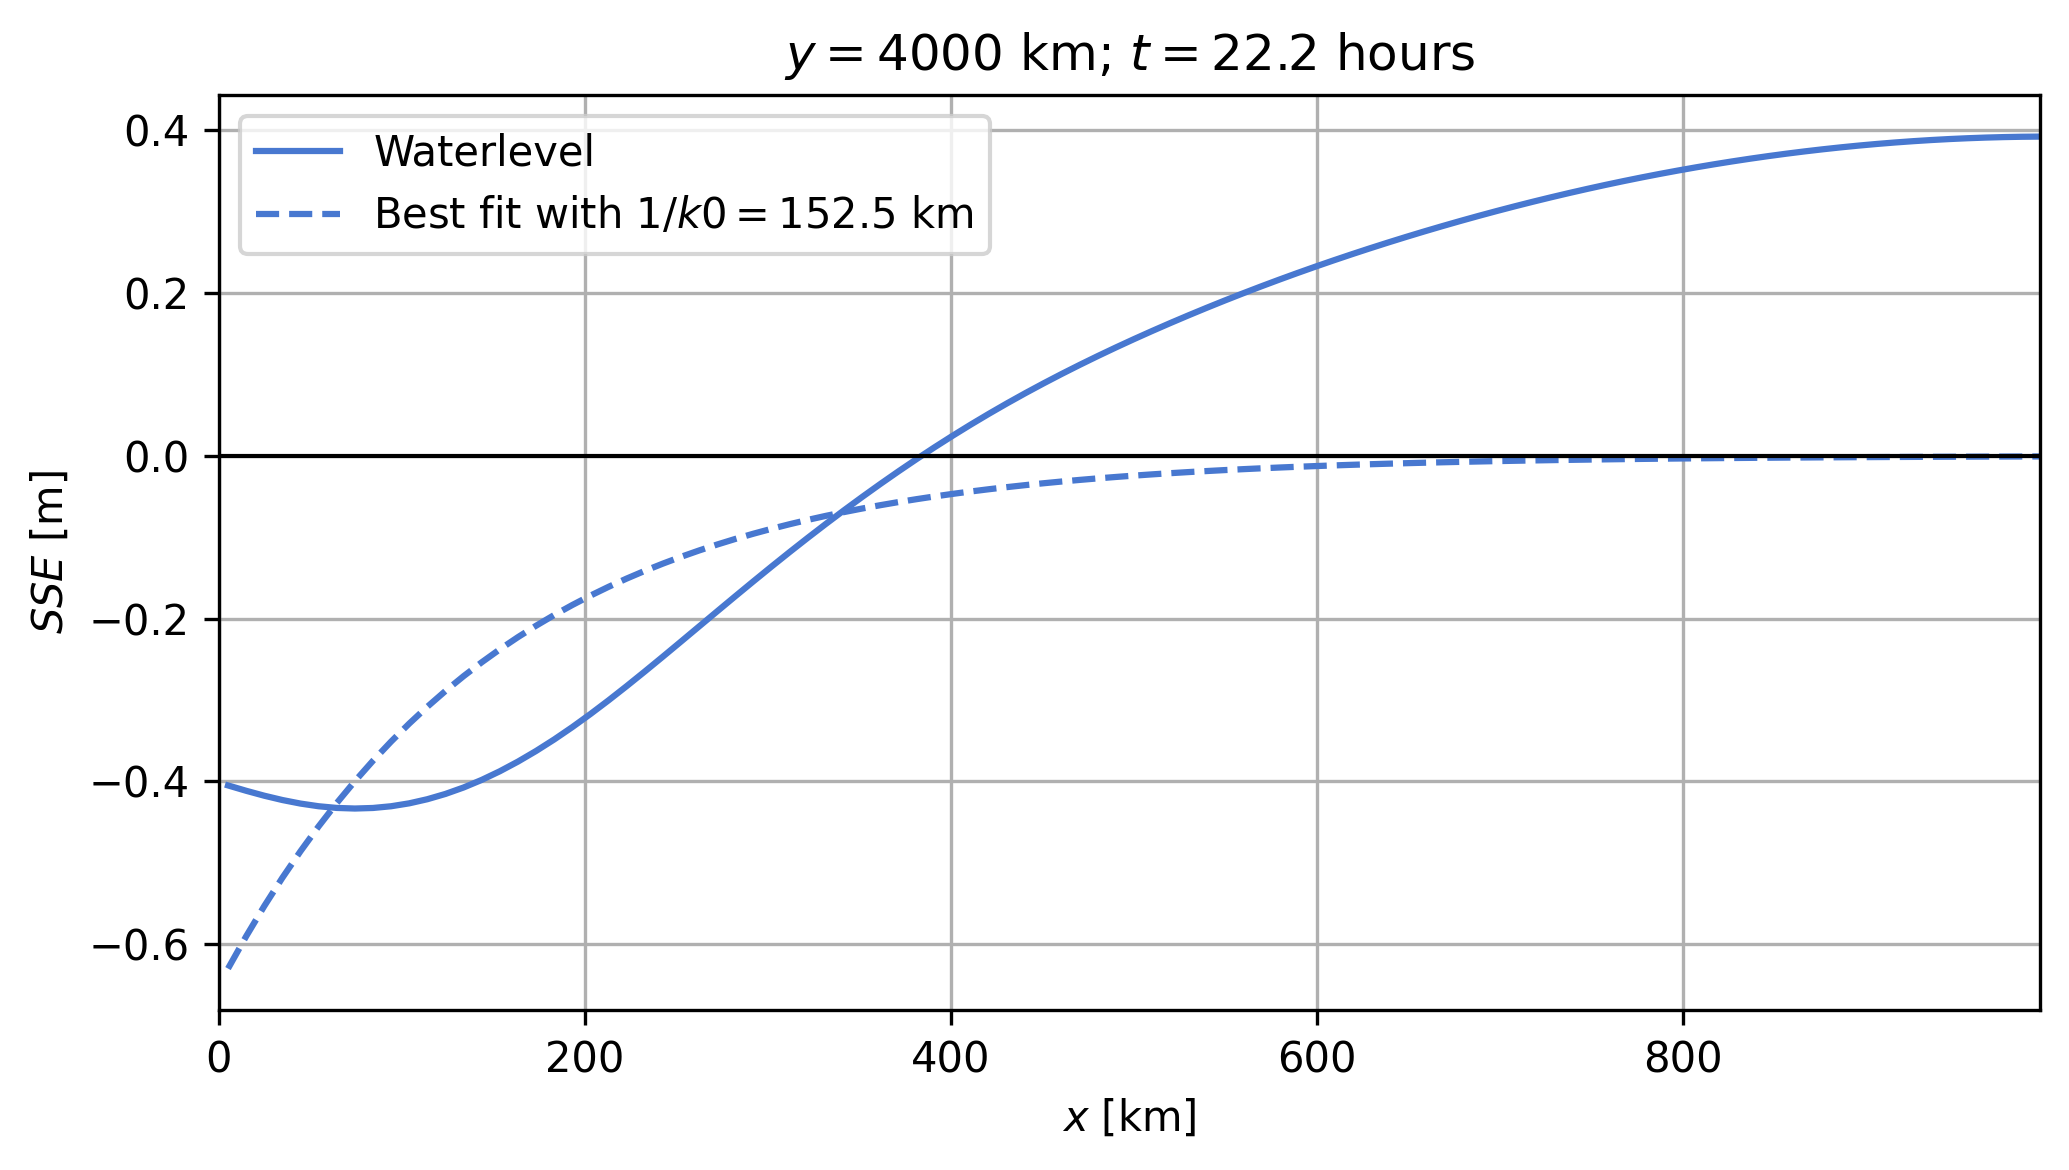 y = 4000 km; t = 22.2 hours
Waterlevel
Best fit with 1/k0 = 152.5 km
0.4
0.2
0.0
−0.2
−0.4
−0.6
SSE [m]
0 200 400 600 800
x [km]